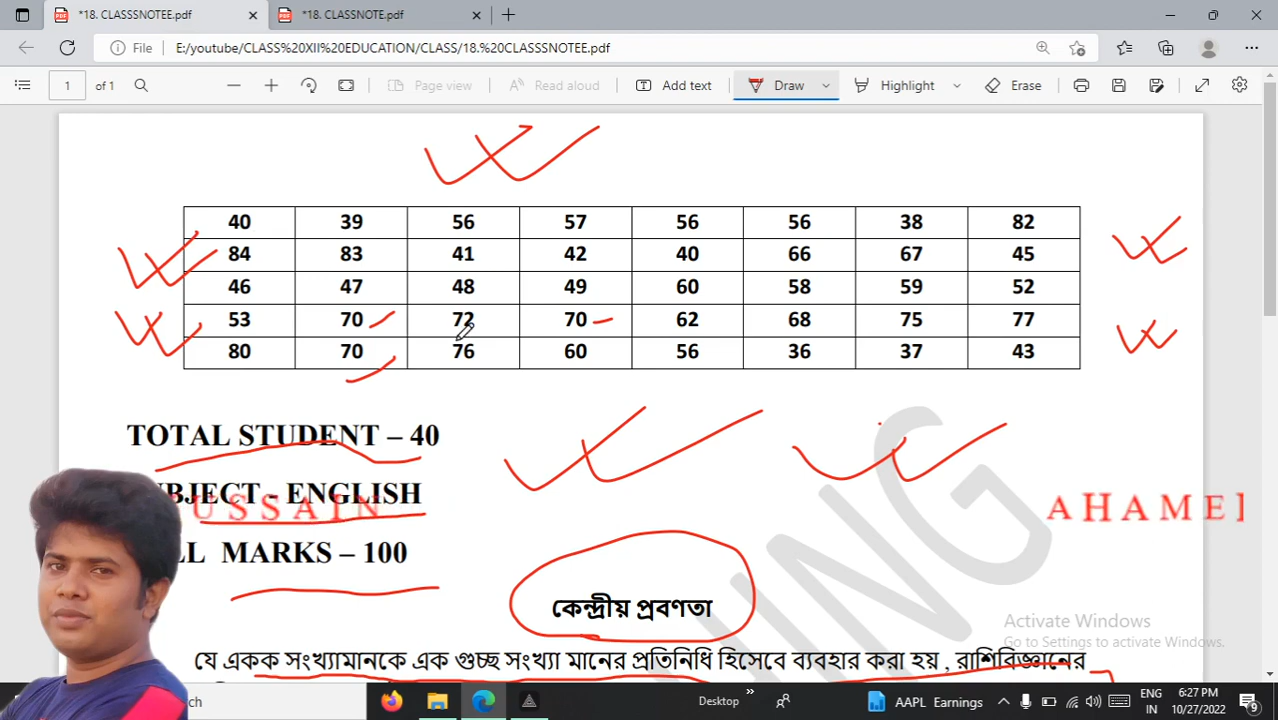 *18. CLASSSNOTEE.pdf
*18. CLASSNOTE.pdf
File E:/youtube/CLASS%20XII%20EDUCATION/CLASS/18.%20CLASSSNOTEE.pdf
1 of 1 Page view Read aloud Add text Draw Highlight Erase
40 39 56 57 56 56 38 82
84 83 41 42 40 66 67 45
46 47 48 49 60 58 59 52
53 70 72 70 62 68 75 77
80 70 76 60 56 36 37 43
TOTAL STUDENT – 40
SUBJECT - ENGLISH
USSAIN AHAME
MARKS – 100
কেন্দ্রীয় প্রবণতা
Activate Windows
Go to Settings to activate Windows.
যে একক সংখ্যামানকে এক গুচ্ছ সংখ্যা মানের প্রতিনিধি হিসেবে ব্যবহার করা হয় , রাশিবিজ্ঞানের
Desktop AAPL Earnings ENG IN 6:27 PM 10/27/2022 9